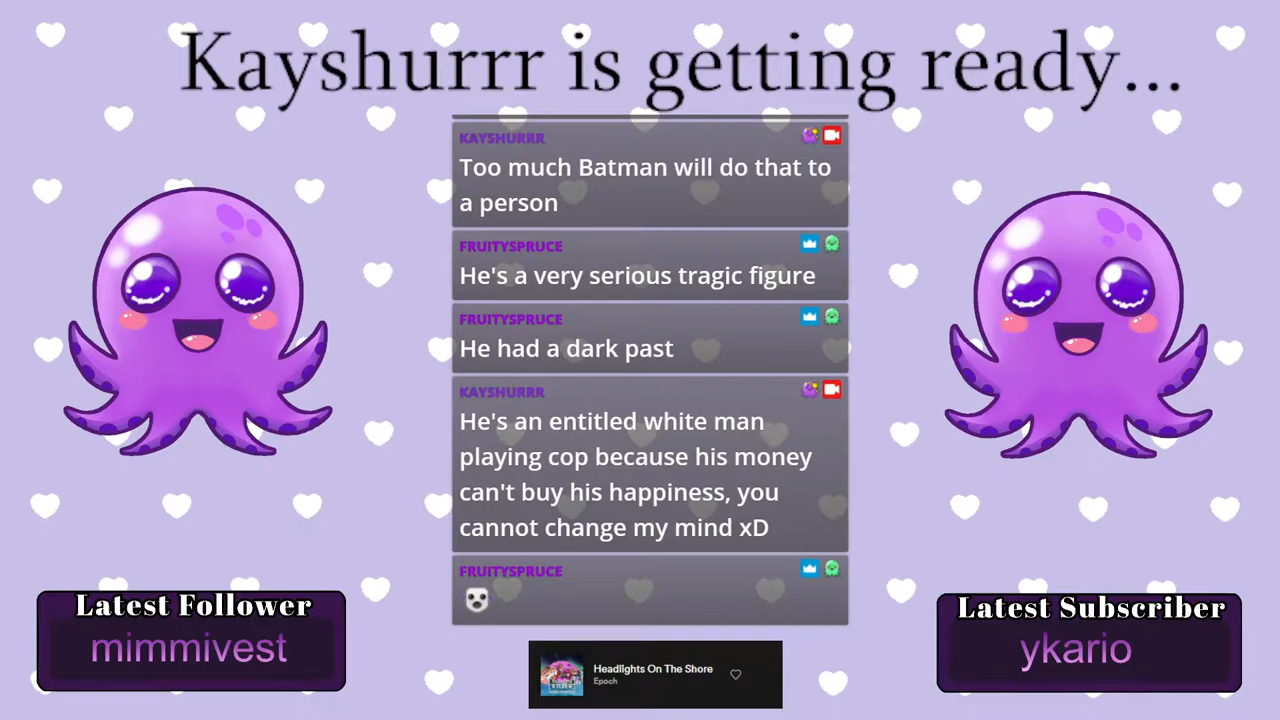 Kayshurrr is getting ready...
KAYSHURRR
Too much Batman will do that to
a person
FRUITYSPRUCE
He's a very serious tragic figure
FRUITYSPRUCE
He had a dark past
KAYSHURRR
He's an entitled white man
playing cop because his money
can't buy his happiness, you
cannot change my mind xD
FRUITYSPRUCE
Latest Follower
mimmivest
Latest Subscriber
ykario
Headlights On The Shore
Epoch